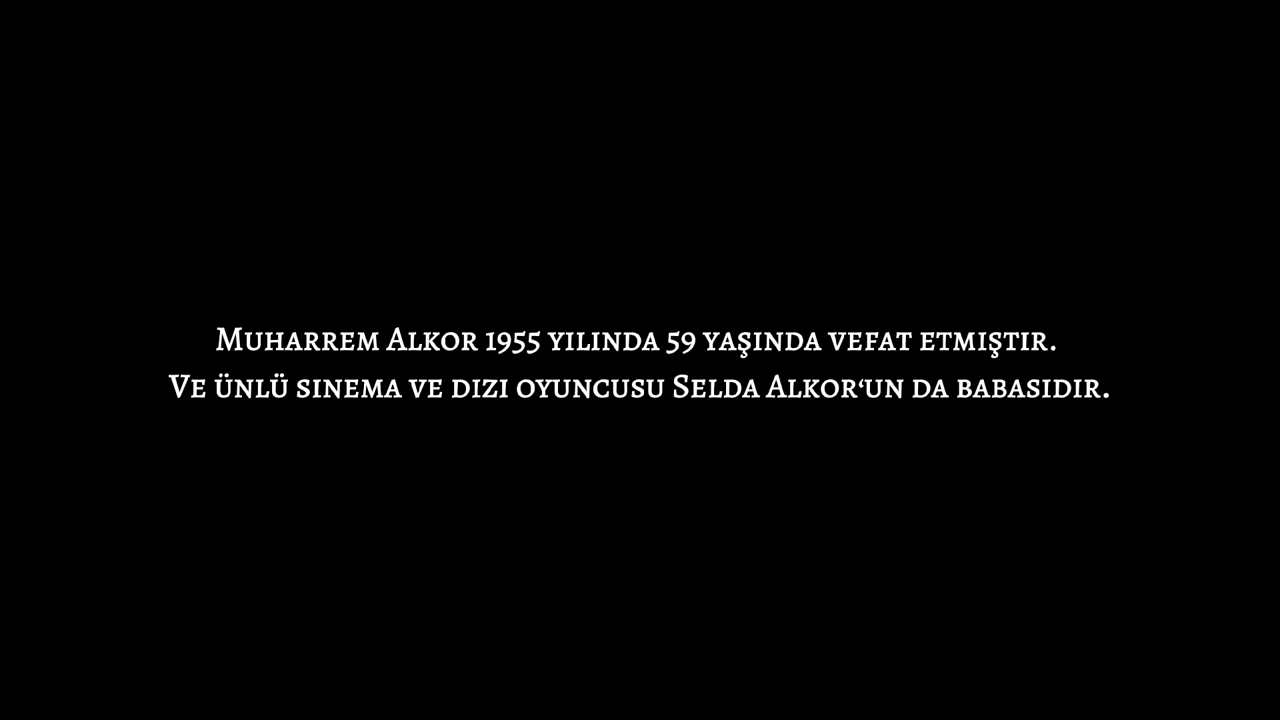 Muharrem Alkor 1955 yılında 59 yaşında vefat etmiştir.
Ve ünlü sinema ve dizi oyuncusu Selda Alkor‘un da babasıdır.